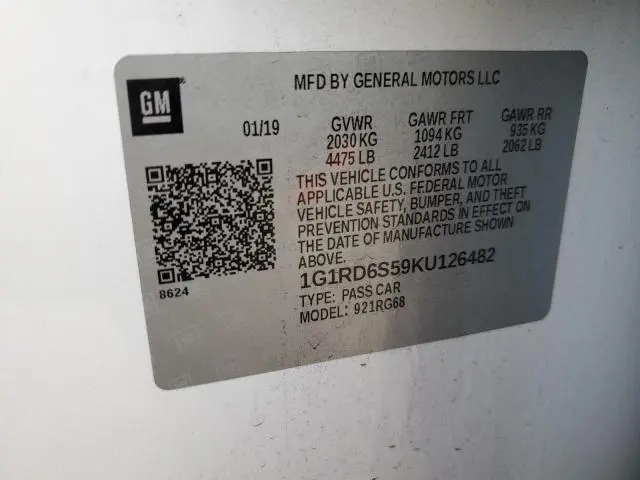 GM
MFD BY GENERAL MOTORS LLC
01/19 GVWR GAWR FRT GAWR RR
2030 KG 1094 KG 935 KG
4475 LB 2412 LB 2062 LB
THIS VEHICLE CONFORMS TO ALL
APPLICABLE U.S. FEDERAL MOTOR
VEHICLE SAFETY, BUMPER, AND THEFT
PREVENTION STANDARDS IN EFFECT ON
THE DATE OF MANUFACTURE SHOWN
ABOVE.
1G1RD6S59KU126482
TYPE: PASS CAR
MODEL: 921RG68
8624